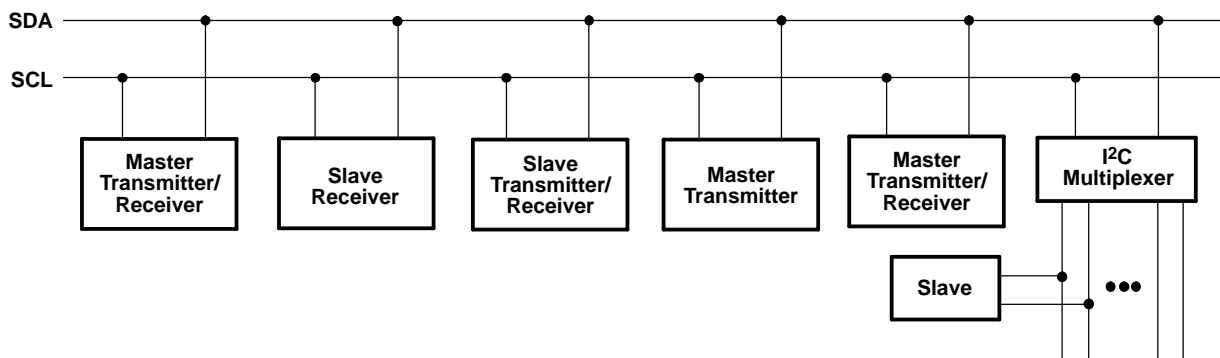 SDA
SCL
Master
Transmitter/
Receiver
Slave
Receiver
Slave
Transmitter/
Receiver
Master
Transmitter
Master
Transmitter/
Receiver
I²C
Multiplexer
Slave